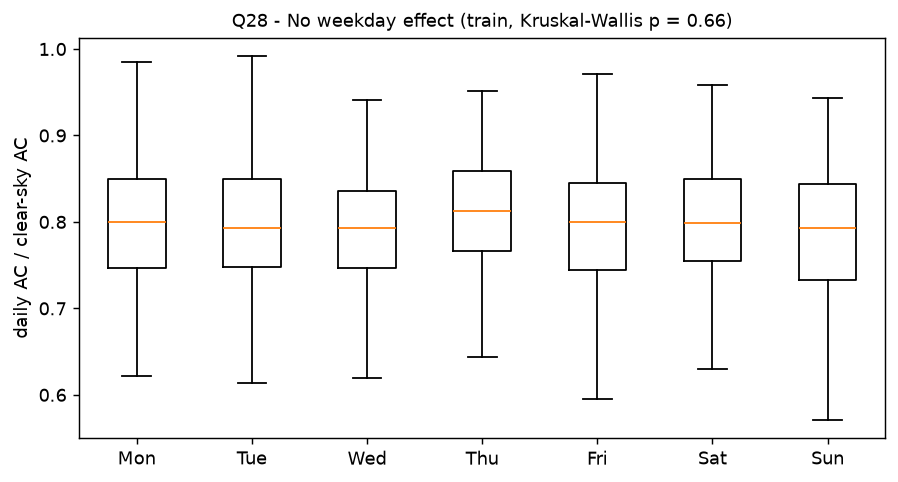 Q28 - No weekday effect (train, Kruskal-Wallis p = 0.66)
daily AC / clear-sky AC
1.0
0.9
0.8
0.7
0.6
Mon Tue Wed Thu Fri Sat Sun